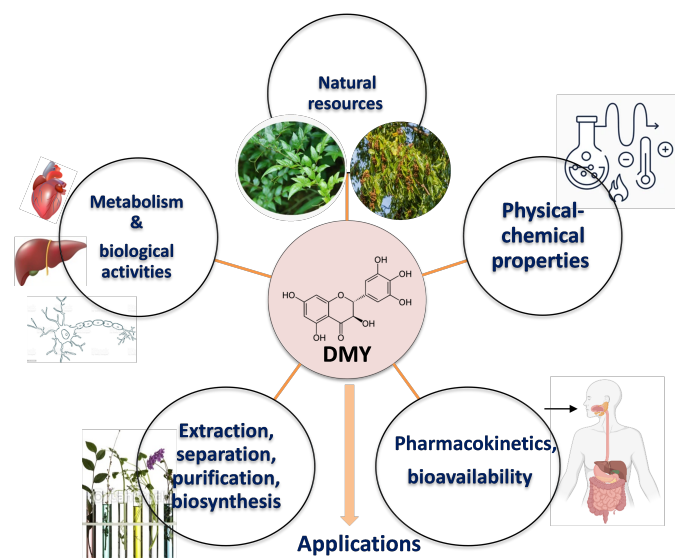 Natural
resources
Metabolism
&
biological
activities
Physical-
chemical
properties
OH
OH
HO
O
OH
OH
OH
O
DMY
Extraction,
separation,
purification,
biosynthesis
Pharmacokinetics,
bioavailability
Applications